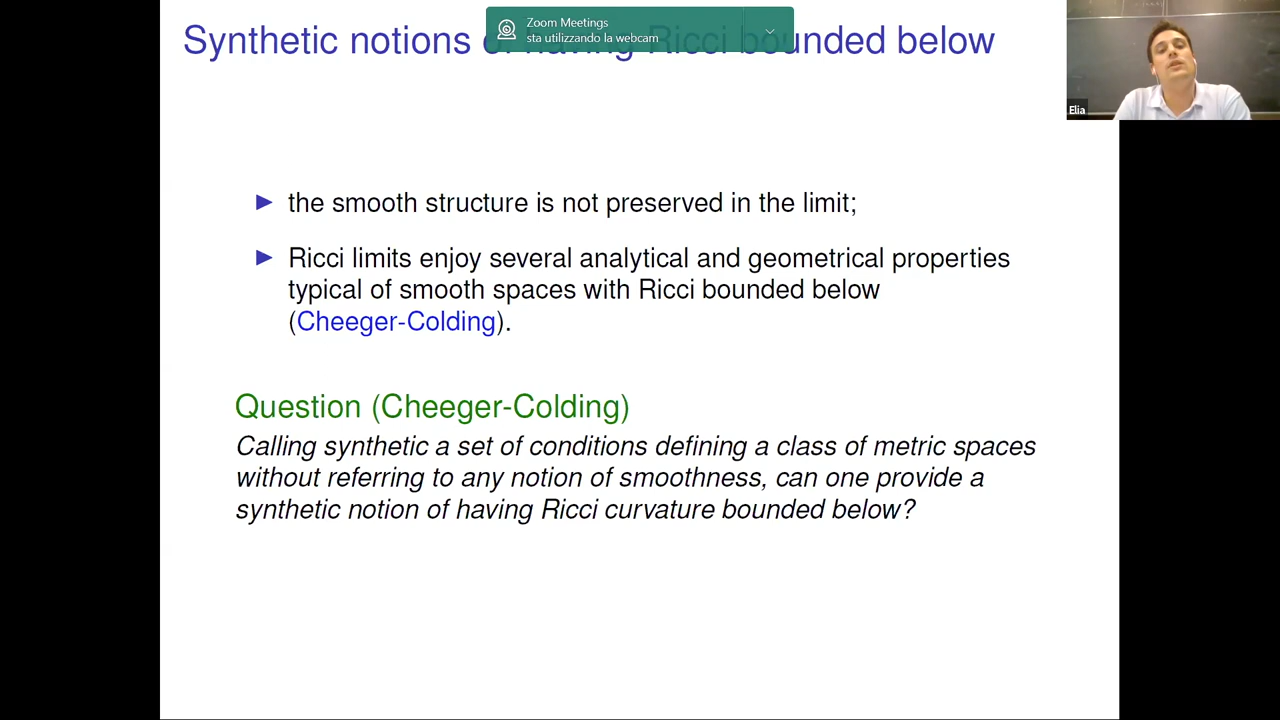 Synthetic notions of having Ricci bounded below
Zoom Meetings
sta utilizzando la webcam
Elia
▶ the smooth structure is not preserved in the limit;
▶ Ricci limits enjoy several analytical and geometrical properties
typical of smooth spaces with Ricci bounded below
(Cheeger-Colding).
Question (Cheeger-Colding)
Calling synthetic a set of conditions defining a class of metric spaces
without referring to any notion of smoothness, can one provide a
synthetic notion of having Ricci curvature bounded below?